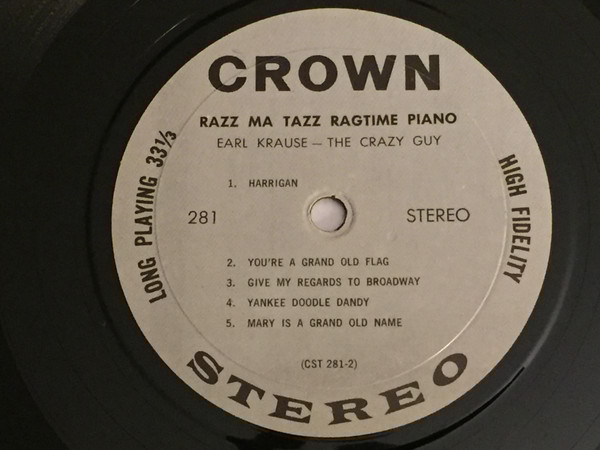 CROWN
RAZZ MA TAZZ RAGTIME PIANO
EARL KRAUSE — THE CRAZY GUY
LONG PLAYING 33⅓
HIGH FIDELITY
1. HARRIGAN
281
STEREO
2. YOU'RE A GRAND OLD FLAG
3. GIVE MY REGARDS TO BROADWAY
4. YANKEE DOODLE DANDY
5. MARY IS A GRAND OLD NAME
(CST 281-2)
STEREO